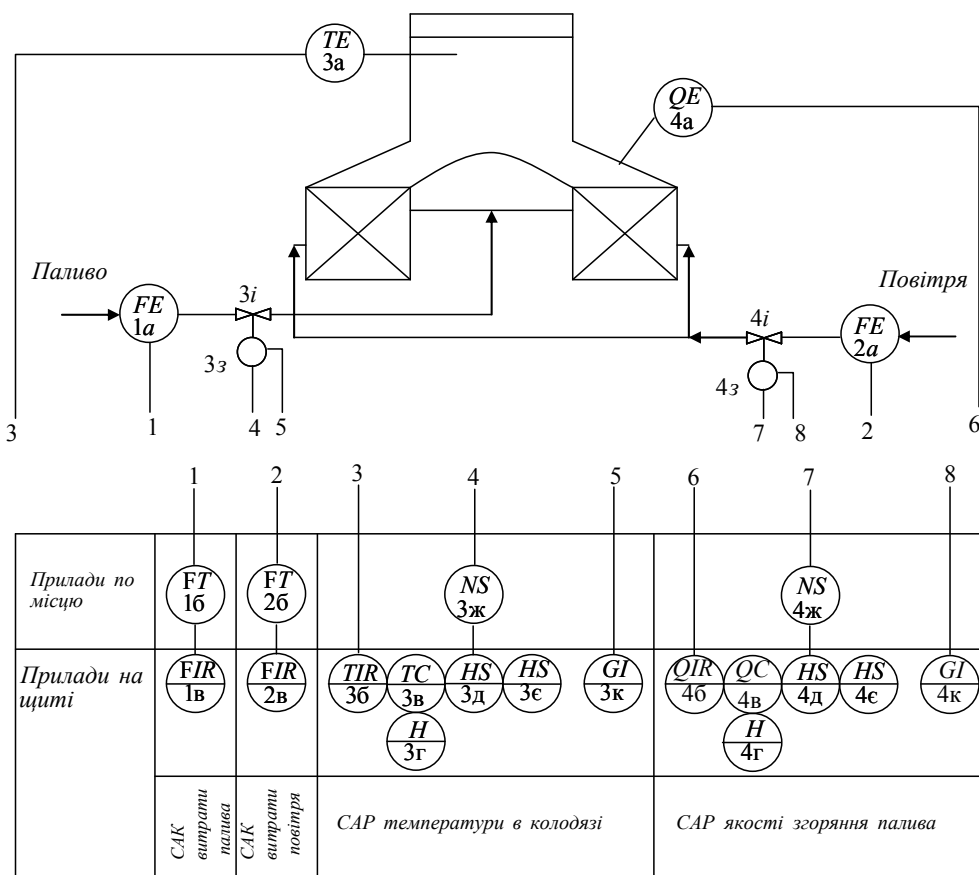 TE
3а
QE
4а
Паливо
3і
Повітря
FE
1а
4і
FE
2а
3з
4з
3
1
4
5
7
8
2
6
1
2
3
4
5
6
7
8
Прилади по
місцю
FT
1б
FT
2б
NS
3ж
NS
4ж
Прилади на
щиті
FIR
1в
FIR
2в
TIR
3б
TC
3в
HS
3д
HS
3є
GI
3к
QIR
4б
QC
4в
HS
4д
HS
4є
GI
4к
H
3г
H
4г
САК
витрати
палива
САК
витрати
повітря
САР температури в колодязі
САР якості згоряння палива